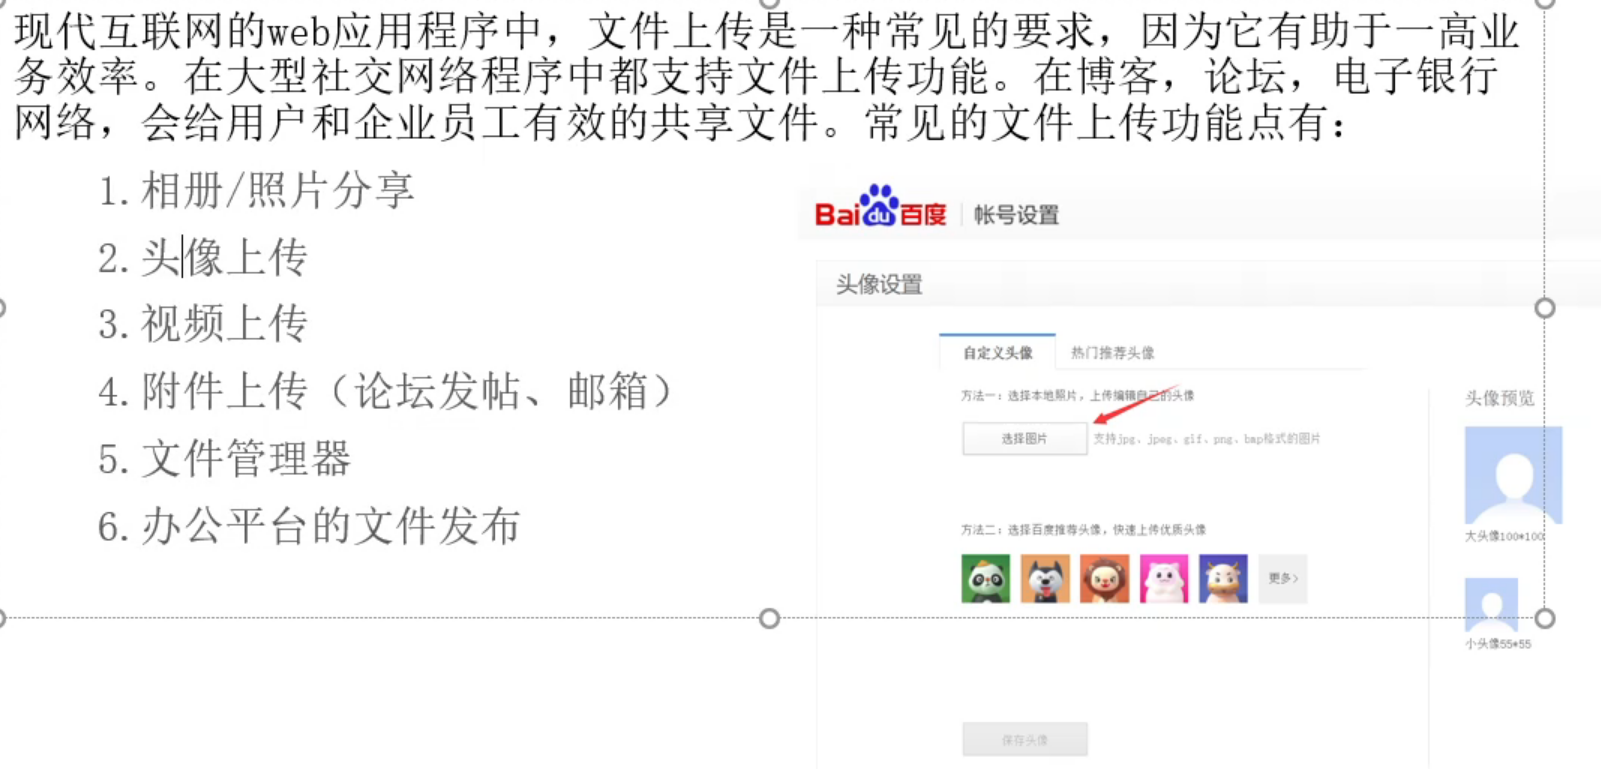 现代互联网的web应用程序中，文件上传是一种常见的要求，因为它有助于一高业
务效率。在大型社交网络程序中都支持文件上传功能。在博客，论坛，电子银行
网络，会给用户和企业员工有效的共享文件。常见的文件上传功能点有：
1.相册/照片分享
2.头像上传
3.视频上传
4.附件上传（论坛发帖、邮箱）
5.文件管理器
6.办公平台的文件发布
Bai du 百度 帐号设置
头像设置
自定义头像 热门推荐头像
方法一：选择本地照片，上传编辑自己的头像
选择图片 支持jpg、jpeg、gif、png、bmp格式的图片
方法二：选择百度推荐头像，快速上传优质头像
更多>
保存头像
头像预览
大头像100*100
小头像55*55